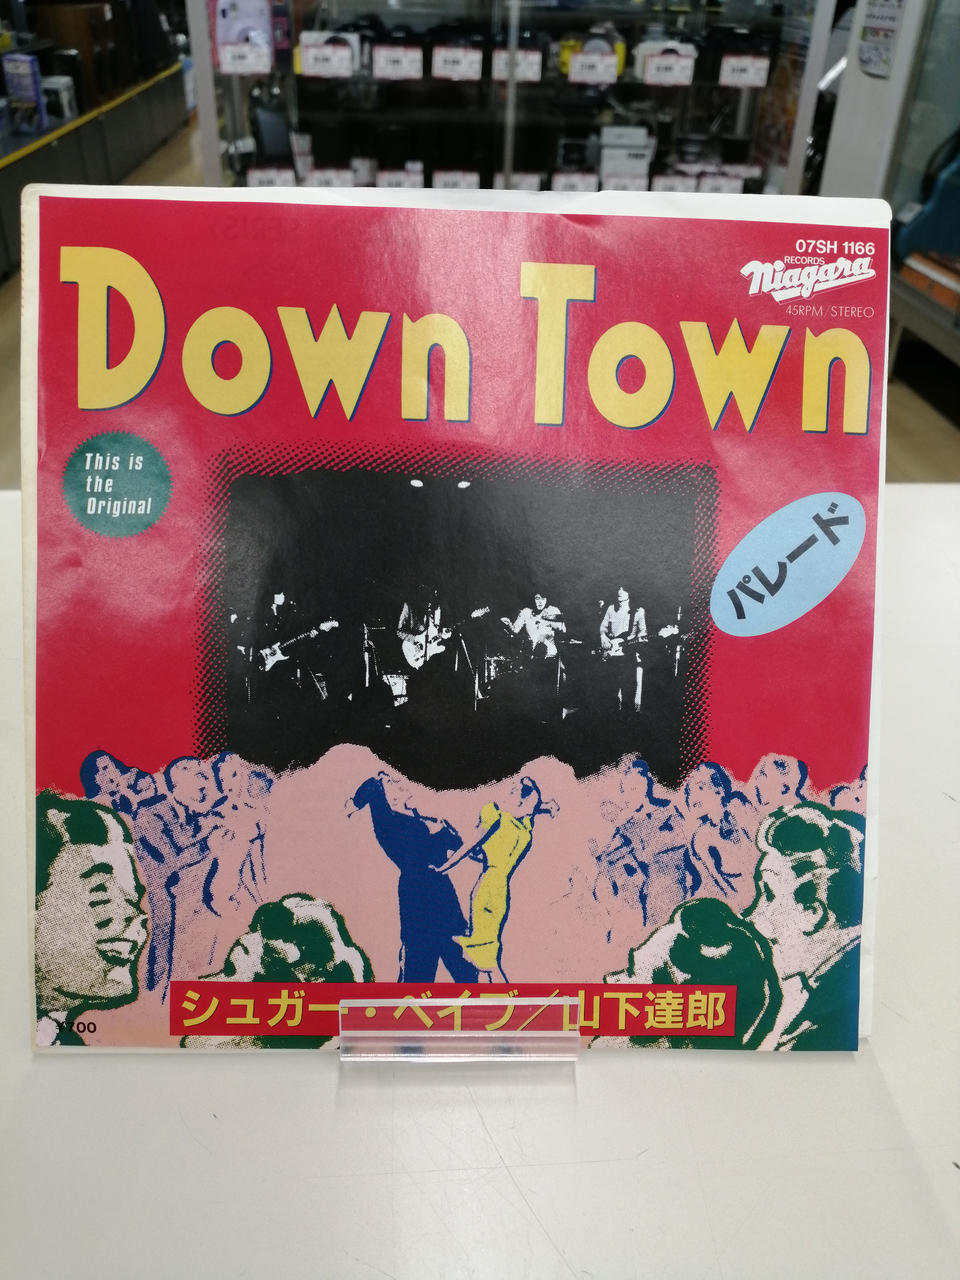 07SH 1166
RECORDS
Niagara
45RPM/STEREO
Down Town
This is
the
Original
パレード
シュガー・ベイブ/山下達郎
¥700